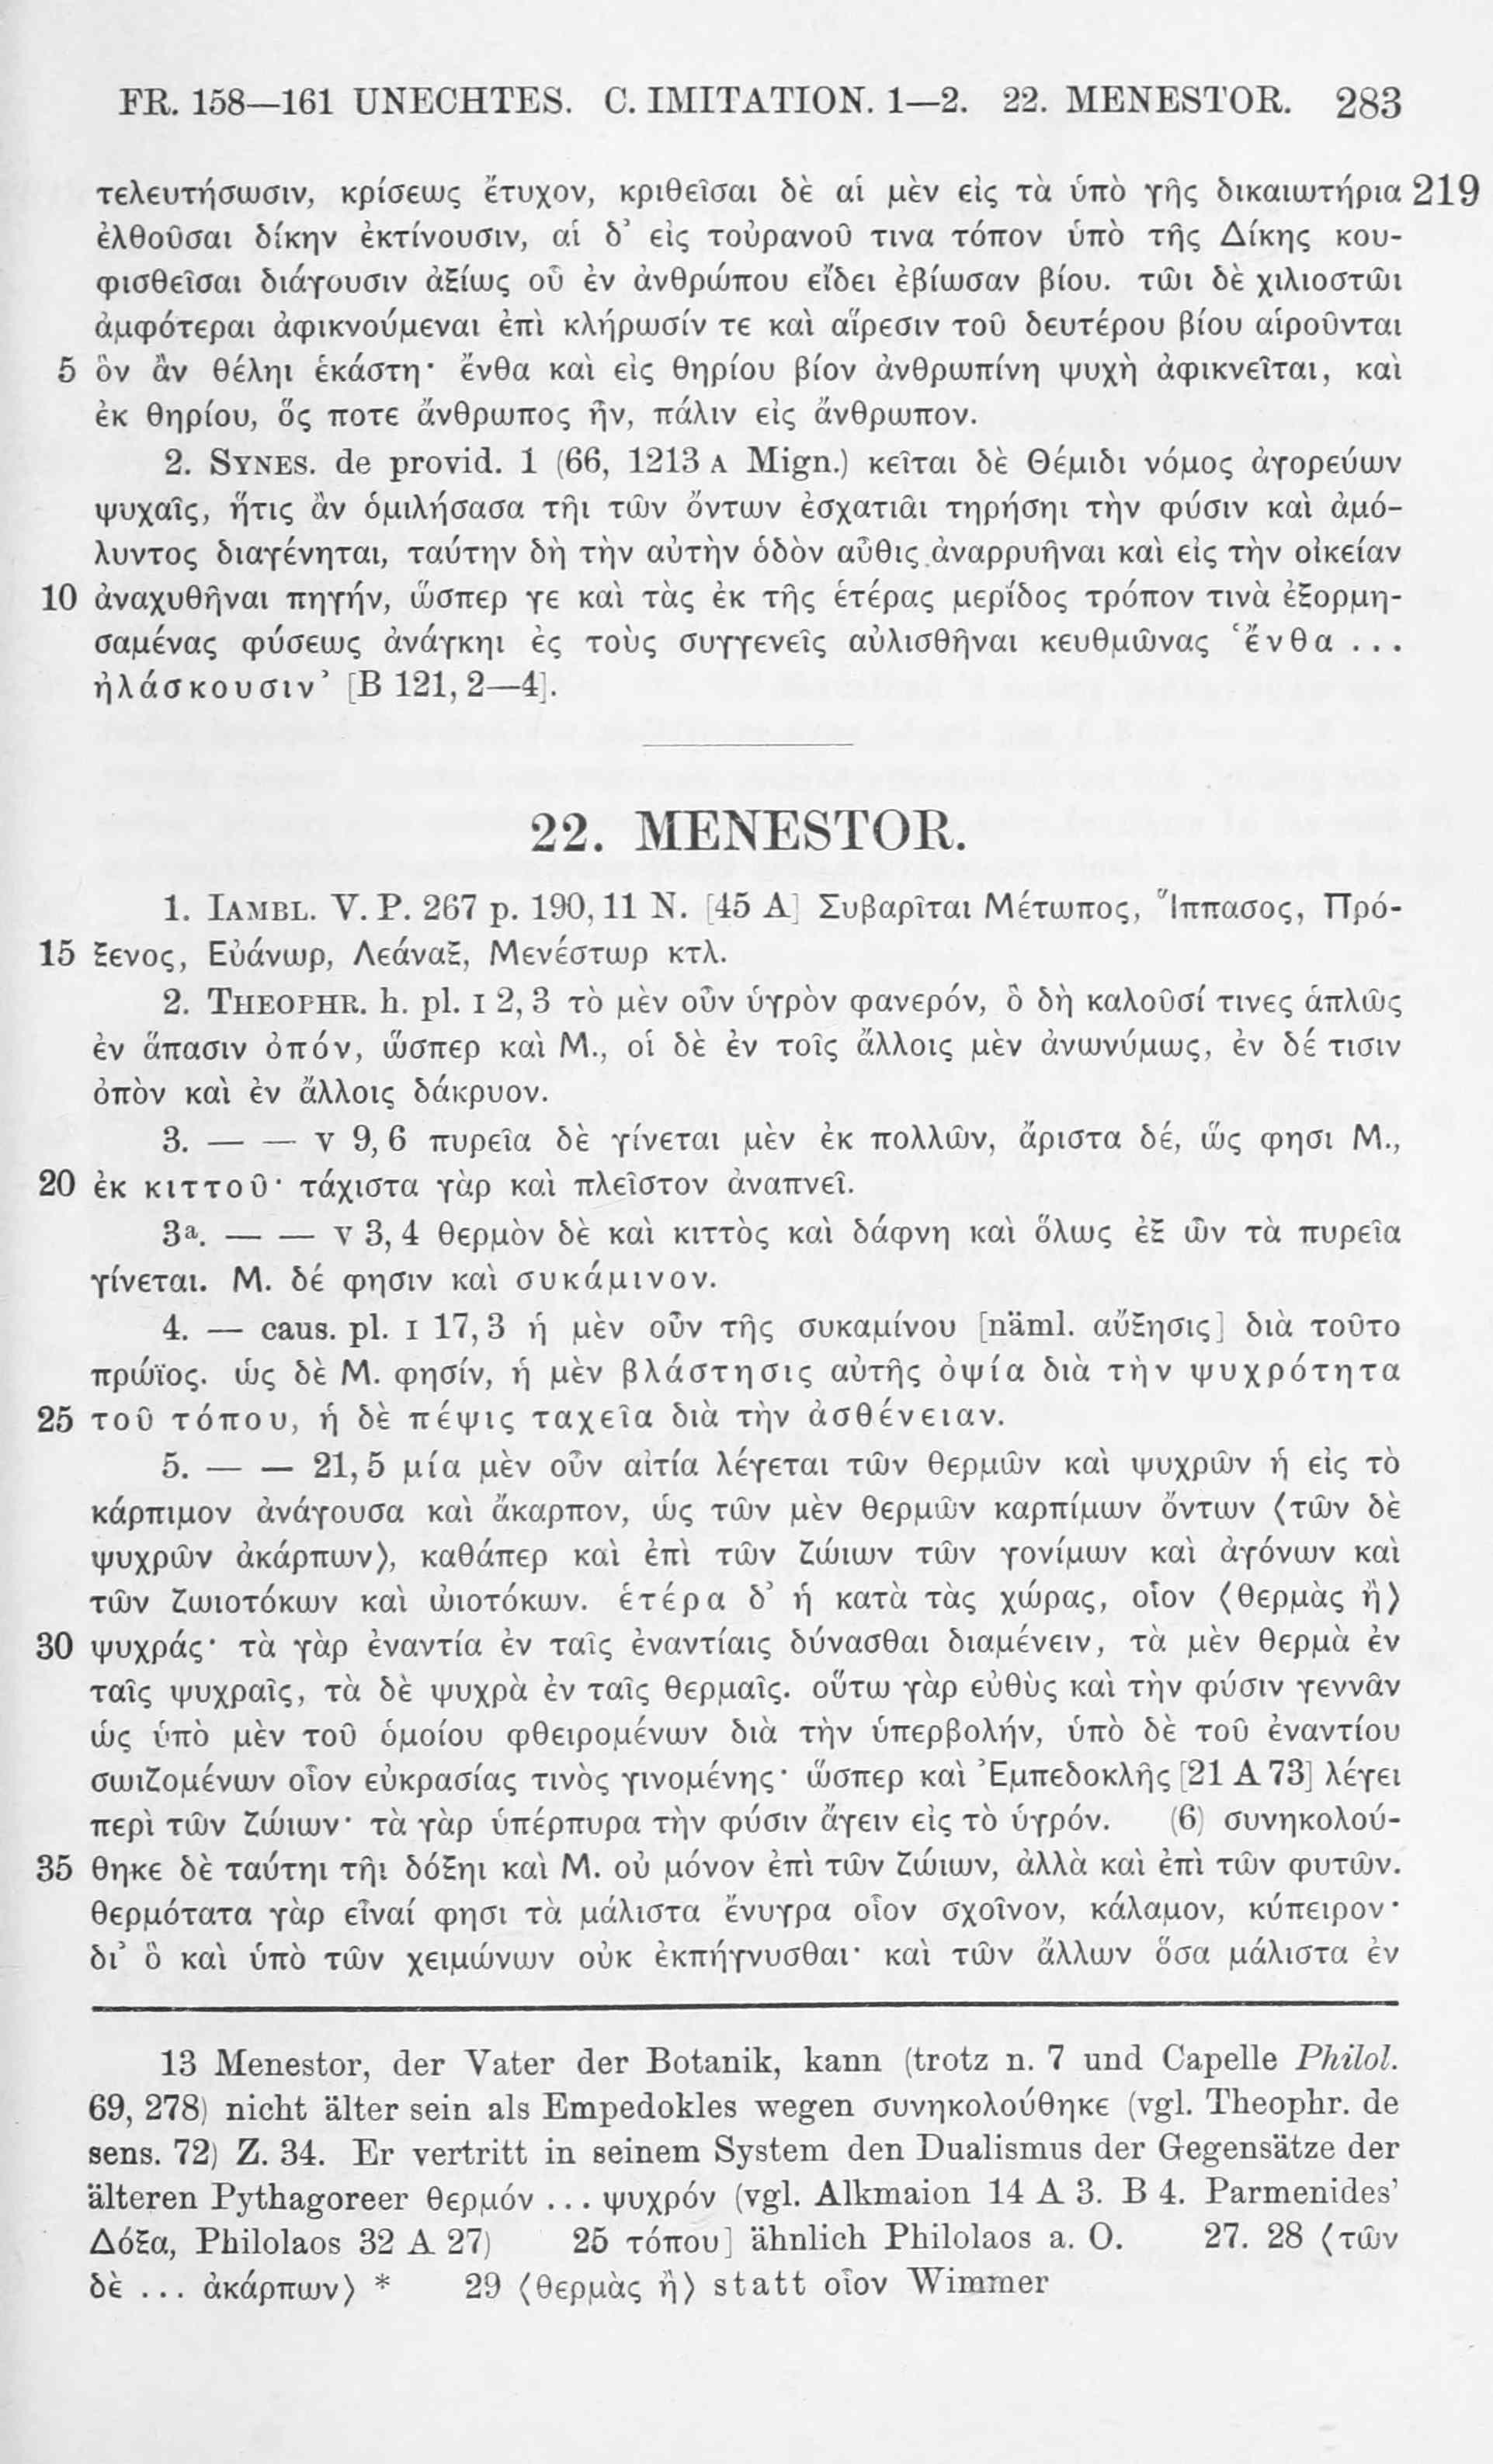 FR. 158—161 UNECHTES. C. IMITATION. 1—2. 22. MENESTOR. 283
τελευτήσωσιν, κρίσεως ἔτυχον, κριθεῖσαι δὲ αἱ μὲν εἰς τὰ ὑπὸ γῆς δικαιωτήρια 219
ἐλθοῦσαι δίκην ἐκτίνουσιν, αἱ δ’ εἰς τοὐρανοῦ τινα τόπον ὑπὸ τῆς Δίκης κου-
φισθεῖσαι διάγουσιν ἀξίως οὗ ἐν ἀνθρώπου εἴδει ἐβίωσαν βίου. τῶι δὲ χιλιοστῶι
ἀμφότεραι ἀφικνούμεναι ἐπὶ κλήρωσίν τε καὶ αἵρεσιν τοῦ δευτέρου βίου αἱροῦνται
5 ὃν ἂν θέληι ἑκάστη· ἔνθα καὶ εἰς θηρίου βίον ἀνθρωπίνη ψυχὴ ἀφικνεῖται, καὶ
ἐκ θηρίου, ὅς ποτε ἄνθρωπος ἦν, πάλιν εἰς ἄνθρωπον.
2. SYNES. de provid. 1 (66, 1213 A Mign.) κεῖται δὲ Θέμιδι νόμος ἀγορεύων
ψυχαῖς, ἥτις ἂν ὁμιλήσασα τῆι τῶν ὄντων ἐσχατιᾶι τηρήσηι τὴν φύσιν καὶ ἀμό-
λυντος διαγένηται, ταύτην δὴ τὴν αὐτὴν ὁδὸν αὖθις ἀναρρυῆναι καὶ εἰς τὴν οἰκείαν
10 ἀναχυθῆναι πηγήν, ὥσπερ γε καὶ τὰς ἐκ τῆς ἑτέρας μερίδος τρόπον τινὰ ἐξορμη-
σαμένας φύσεως ἀνάγκηι ἐς τοὺς συγγενεῖς αὐλισθῆναι κευθμῶνας ‘ἔνθα ...
ἠλάσκουσιν’ [B 121, 2—4].
22. MENESTOR.
1. IAMBL. V. P. 267 p. 190, 11 N. [45 A] Συβαρῖται Μέτωπος, Ἵππασος, Πρό-
15 ξενος, Εὐάνωρ, Λεάναξ, Μενέστωρ κτλ.
2. THEOPHR. h. pl. I 2, 3 τὸ μὲν οὖν ὑγρὸν φανερόν, ὃ δὴ καλοῦσί τινες ἁπλῶς
ἐν ἅπασιν ὀπόν, ὥσπερ καὶ Μ., οἱ δὲ ἐν τοῖς ἄλλοις μὲν ἀνωνύμως, ἐν δέ τισιν
ὀπὸν καὶ ἐν ἄλλοις δάκρυον.
3. — — V 9, 6 πυρεῖα δὲ γίνεται μὲν ἐκ πολλῶν, ἄριστα δέ, ὥς φησι Μ.,
20 ἐκ κιττοῦ· τάχιστα γὰρ καὶ πλεῖστον ἀναπνεῖ.
3a. — — V 3, 4 θερμὸν δὲ καὶ κιττὸς καὶ δάφνη καὶ ὅλως ἐξ ὧν τὰ πυρεῖα
γίνεται. Μ. δέ φησιν καὶ συκάμινον.
4. — caus. pl. I 17, 3 ἡ μὲν οὖν τῆς συκαμίνου [näml. αὔξησις] διὰ τοῦτο
πρώϊος. ὡς δὲ Μ. φησίν, ἡ μὲν βλάστησις αὐτῆς ὀψία διὰ τὴν ψυχρότητα
25 τοῦ τόπου, ἡ δὲ πέψις ταχεῖα διὰ τὴν ἀσθένειαν.
5. — — 21, 5 μία μὲν οὖν αἰτία λέγεται τῶν θερμῶν καὶ ψυχρῶν ἡ εἰς τὸ
κάρπιμον ἀνάγουσα καὶ ἄκαρπον, ὡς τῶν μὲν θερμῶν καρπίμων ὄντων ⟨τῶν δὲ
ψυχρῶν ἀκάρπων⟩, καθάπερ καὶ ἐπὶ τῶν ζώιων τῶν γονίμων καὶ ἀγόνων καὶ
τῶν ζωιοτόκων καὶ ὠιοτόκων. ἑτέρα δ’ ἡ κατὰ τὰς χώρας, οἷον ⟨θερμὰς ἢ⟩
30 ψυχράς· τὰ γὰρ ἐναντία ἐν ταῖς ἐναντίαις δύνασθαι διαμένειν, τὰ μὲν θερμὰ ἐν
ταῖς ψυχραῖς, τὰ δὲ ψυχρὰ ἐν ταῖς θερμαῖς. οὕτω γὰρ εὐθὺς καὶ τὴν φύσιν γεννᾶν
ὡς ὑπὸ μὲν τοῦ ὁμοίου φθειρομένων διὰ τὴν ὑπερβολήν, ὑπὸ δὲ τοῦ ἐναντίου
σωιζομένων οἷον εὐκρασίας τινὸς γινομένης· ὥσπερ καὶ Ἐμπεδοκλῆς [21 A 73] λέγει
περὶ τῶν ζώιων· τὰ γὰρ ὑπέρπυρα τὴν φύσιν ἄγειν εἰς τὸ ὑγρόν. (6) συνηκολού-
35 θηκε δὲ ταύτηι τῆι δόξηι καὶ Μ. οὐ μόνον ἐπὶ τῶν ζώιων, ἀλλὰ καὶ ἐπὶ τῶν φυτῶν.
θερμότατα γὰρ εἶναί φησι τὰ μάλιστα ἔνυγρα οἷον σχοῖνον, κάλαμον, κύπειρον·
δι’ ὃ καὶ ὑπὸ τῶν χειμώνων οὐκ ἐκπήγνυσθαι· καὶ τῶν ἄλλων ὅσα μάλιστα ἐν
13 Menestor, der Vater der Botanik, kann (trotz n. 7 und Capelle Philol.
69, 278) nicht älter sein als Empedokles wegen συνηκολούθηκε (vgl. Theophr. de
sens. 72) Z. 34. Er vertritt in seinem System den Dualismus der Gegensätze der
älteren Pythagoreer θερμόν ... ψυχρόν (vgl. Alkmaion 14 A 3. B 4. Parmenides’
Δόξα, Philolaos 32 A 27) 25 τόπου] ähnlich Philolaos a. O. 27. 28 ⟨τῶν
δὲ ... ἀκάρπων⟩ * 29 ⟨θερμὰς ἢ⟩ statt οἷον Wimmer